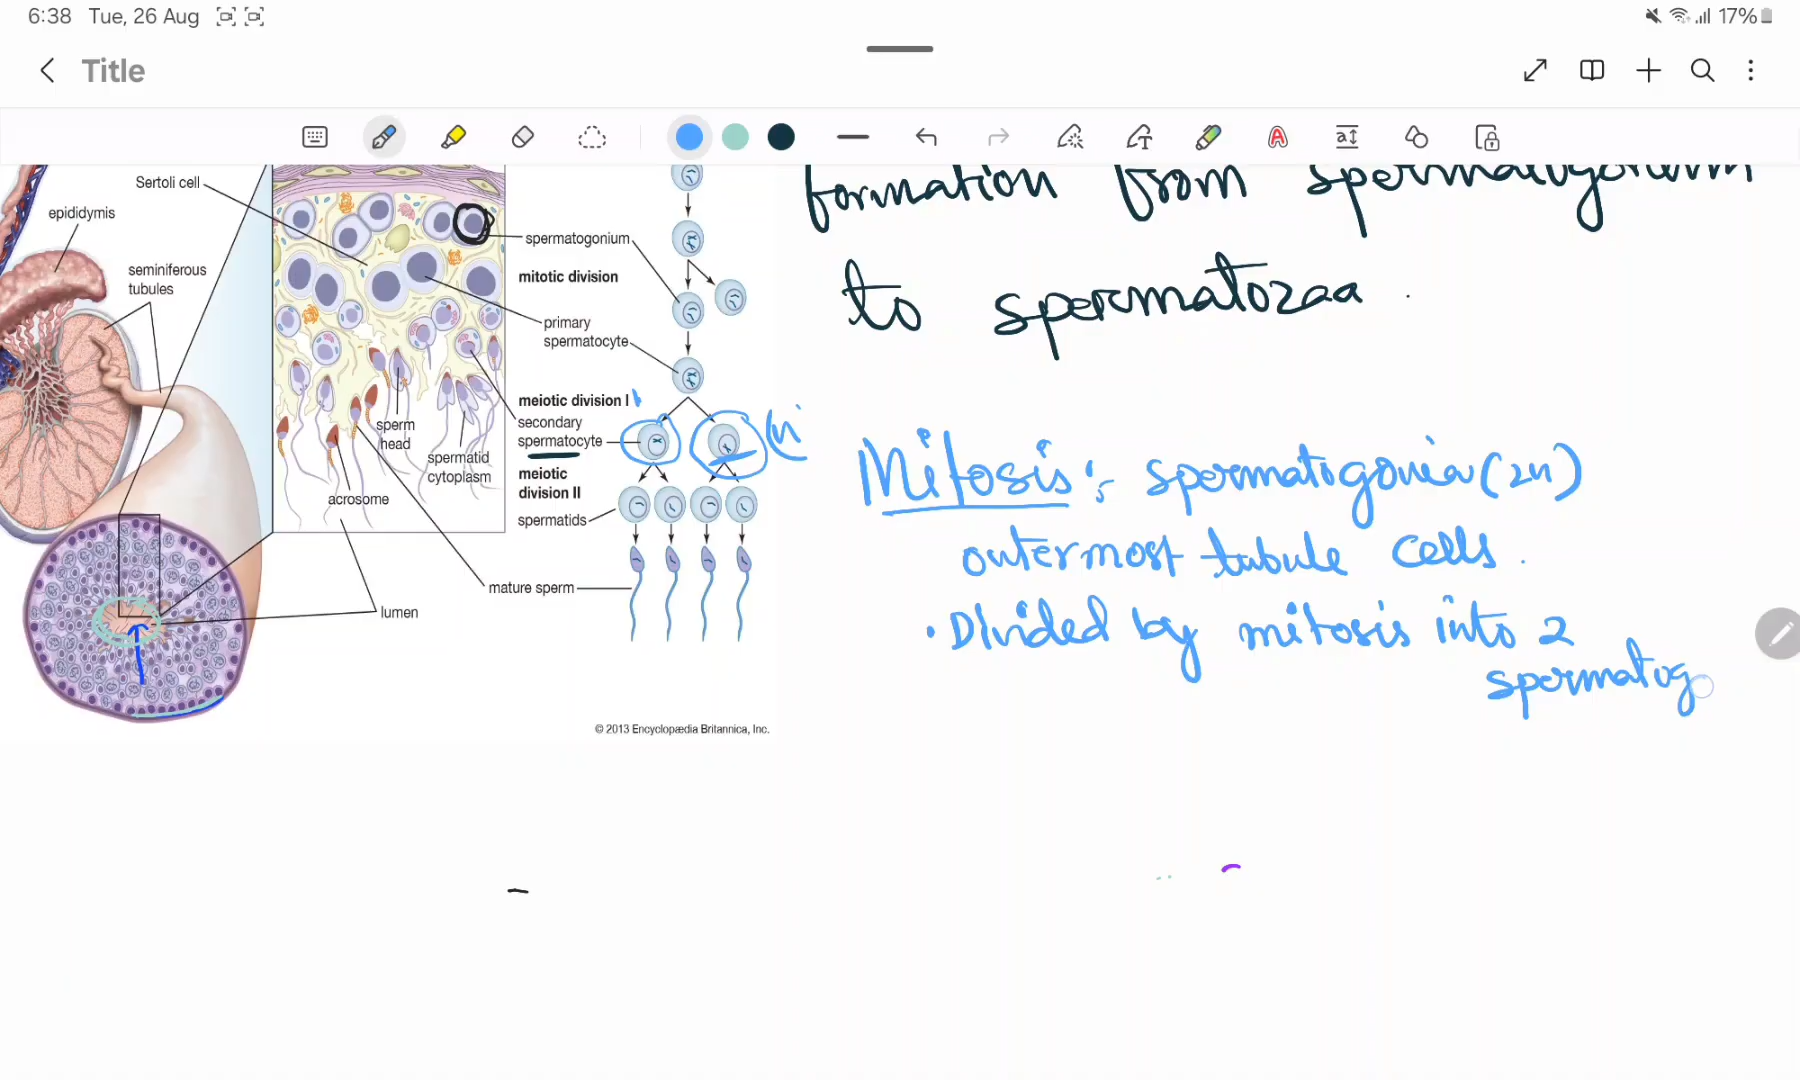 6:38 Tue, 26 Aug
17%
Title
Sertoli cell
epididymis
seminiferous
tubules
spermatogonium
mitotic division
primary
spermatocyte
meiotic division I
secondary
spermatocyte
meiotic
division II
spermatids
sperm
head
spermatid
cytoplasm
acrosome
mature sperm
lumen
© 2013 Encyclopædia Britannica, Inc.
formation from spermatogonium
to spermatozaa .
(n
Mitosis :- spermatogonia (2n)
outermost tubule cells .
• Divided by mitosis into 2
spermatog